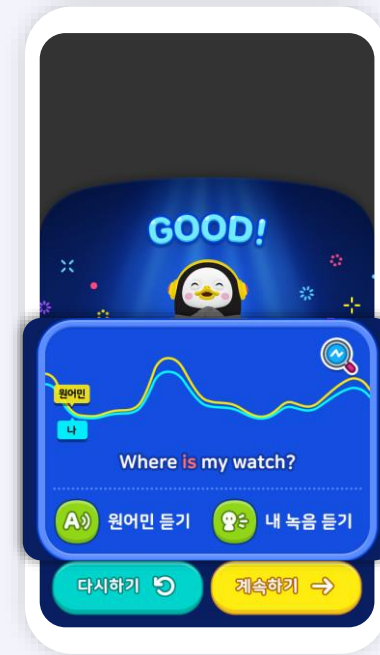 GOOD!
원어민
나
Where is my watch?
A 원어민 듣기 내 녹음 듣기
다시하기 계속하기